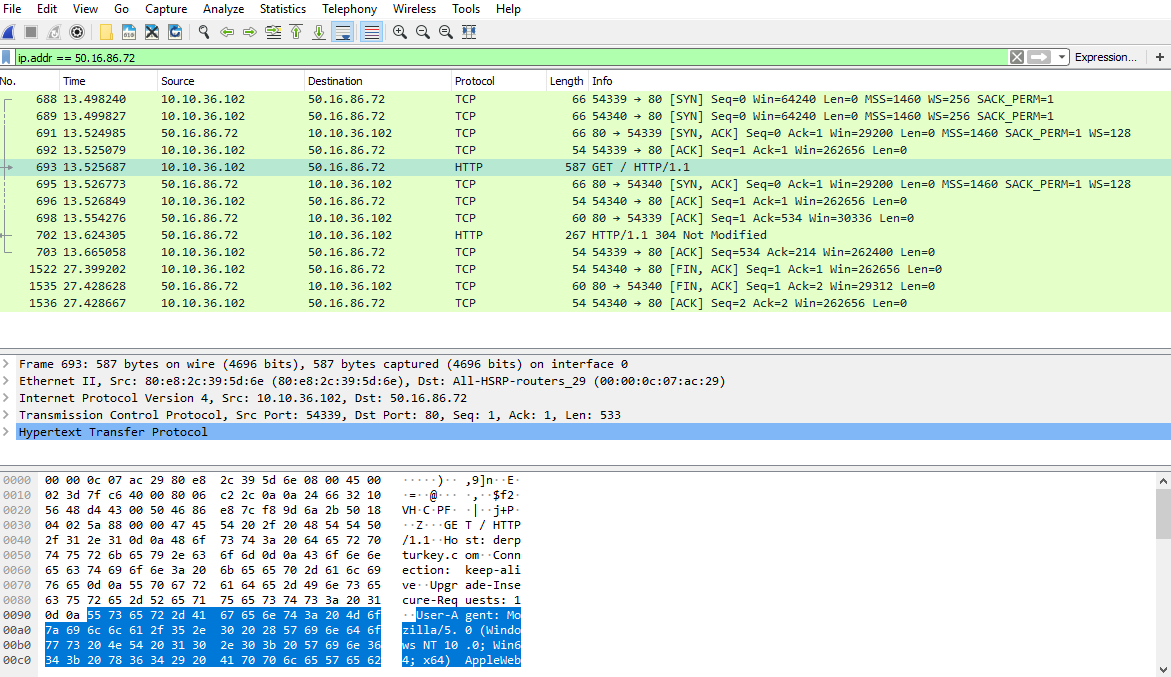 File Edit View Go Capture Analyze Statistics Telephony Wireless Tools Help
ip.addr == 50.16.86.72 Expression... +
No. Time Source Destination Protocol Length Info
688 13.498240 10.10.36.102 50.16.86.72 TCP 66 54339 → 80 [SYN] Seq=0 Win=64240 Len=0 MSS=1460 WS=256 SACK_PERM=1
689 13.499827 10.10.36.102 50.16.86.72 TCP 66 54340 → 80 [SYN] Seq=0 Win=64240 Len=0 MSS=1460 WS=256 SACK_PERM=1
691 13.524985 50.16.86.72 10.10.36.102 TCP 66 80 → 54339 [SYN, ACK] Seq=0 Ack=1 Win=29200 Len=0 MSS=1460 SACK_PERM=1 WS=128
692 13.525079 10.10.36.102 50.16.86.72 TCP 54 54339 → 80 [ACK] Seq=1 Ack=1 Win=262656 Len=0
693 13.525687 10.10.36.102 50.16.86.72 HTTP 587 GET / HTTP/1.1
695 13.526773 50.16.86.72 10.10.36.102 TCP 66 80 → 54340 [SYN, ACK] Seq=0 Ack=1 Win=29200 Len=0 MSS=1460 SACK_PERM=1 WS=128
696 13.526849 10.10.36.102 50.16.86.72 TCP 54 54340 → 80 [ACK] Seq=1 Ack=1 Win=262656 Len=0
698 13.554276 50.16.86.72 10.10.36.102 TCP 60 80 → 54339 [ACK] Seq=1 Ack=534 Win=30336 Len=0
702 13.624305 50.16.86.72 10.10.36.102 HTTP 267 HTTP/1.1 304 Not Modified
703 13.665058 10.10.36.102 50.16.86.72 TCP 54 54339 → 80 [ACK] Seq=534 Ack=214 Win=262400 Len=0
1522 27.399202 10.10.36.102 50.16.86.72 TCP 54 54340 → 80 [FIN, ACK] Seq=1 Ack=1 Win=262656 Len=0
1535 27.428628 50.16.86.72 10.10.36.102 TCP 60 80 → 54340 [FIN, ACK] Seq=1 Ack=2 Win=29312 Len=0
1536 27.428667 10.10.36.102 50.16.86.72 TCP 54 54340 → 80 [ACK] Seq=2 Ack=2 Win=262656 Len=0
Frame 693: 587 bytes on wire (4696 bits), 587 bytes captured (4696 bits) on interface 0
Ethernet II, Src: 80:e8:2c:39:5d:6e (80:e8:2c:39:5d:6e), Dst: All-HSRP-routers_29 (00:00:0c:07:ac:29)
Internet Protocol Version 4, Src: 10.10.36.102, Dst: 50.16.86.72
Transmission Control Protocol, Src Port: 54339, Dst Port: 80, Seq: 1, Ack: 1, Len: 533
Hypertext Transfer Protocol
0000 00 00 0c 07 ac 29 80 e8 2c 39 5d 6e 08 00 45 00 ·····)·· ,9]n··E·
0010 02 3d 7f c6 40 00 80 06 c2 2c 0a 0a 24 66 32 10 ·=··@··· ·,··$f2·
0020 56 48 d4 43 00 50 46 86 e8 7c f8 9d 6a 2b 50 18 VH·C·PF· ·|··j+P·
0030 04 02 5a 88 00 00 47 45 54 20 2f 20 48 54 54 50 ··Z···GE T / HTTP
0040 2f 31 2e 31 0d 0a 48 6f 73 74 3a 20 64 65 72 70 /1.1··Ho st: derp
0050 74 75 72 6b 65 79 2e 63 6f 6d 0d 0a 43 6f 6e 6e turkey.c om··Conn
0060 65 63 74 69 6f 6e 3a 20 6b 65 65 70 2d 61 6c 69 ection: keep-ali
0070 76 65 0d 0a 55 70 67 72 61 64 65 2d 49 6e 73 65 ve··Upgr ade-Inse
0080 63 75 72 65 2d 52 65 71 75 65 73 74 73 3a 20 31 cure-Req uests: 1
0090 0d 0a 55 73 65 72 2d 41 67 65 6e 74 3a 20 4d 6f ··User-A gent: Mo
00a0 7a 69 6c 6c 61 2f 35 2e 30 20 28 57 69 6e 64 6f zilla/5. 0 (Windo
00b0 77 73 20 4e 54 20 31 30 2e 30 3b 20 57 69 6e 36 ws NT 10 .0; Win6
00c0 34 3b 20 78 36 34 29 20 41 70 70 6c 65 57 65 62 4; x64) AppleWeb